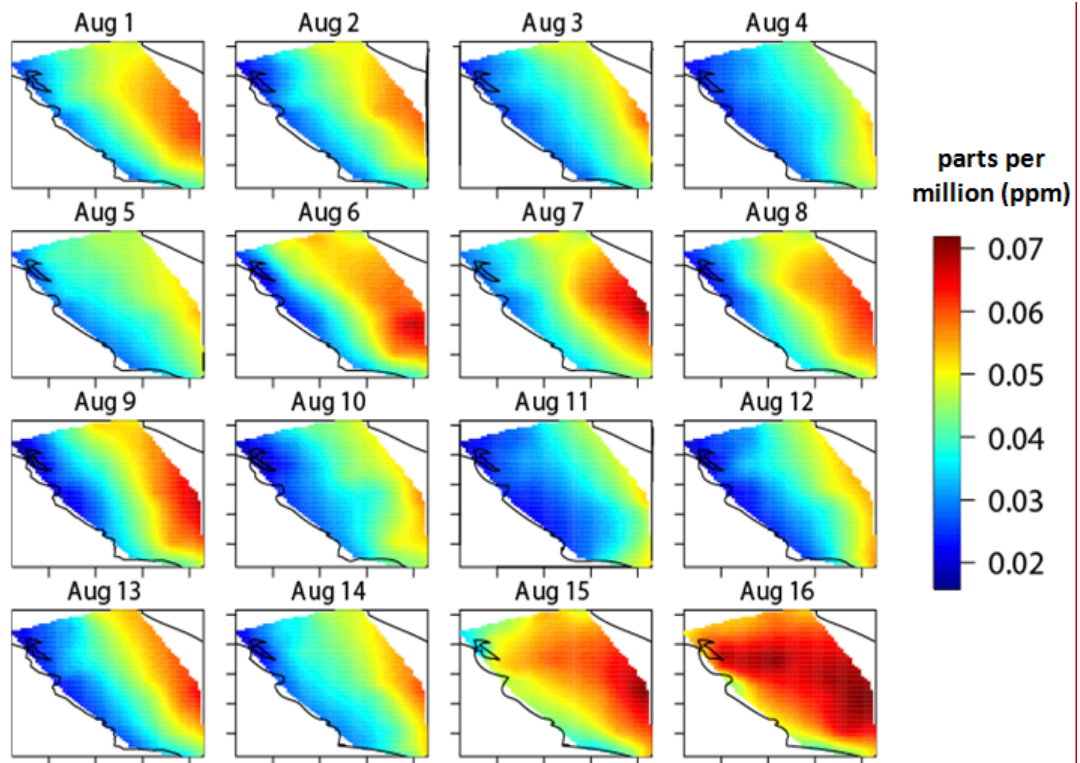 Aug 1
Aug 2
Aug 3
Aug 4
Aug 5
Aug 6
Aug 7
Aug 8
Aug 9
Aug 10
Aug 11
Aug 12
Aug 13
Aug 14
Aug 15
Aug 16
parts per
million (ppm)
0.07
0.06
0.05
0.04
0.03
0.02